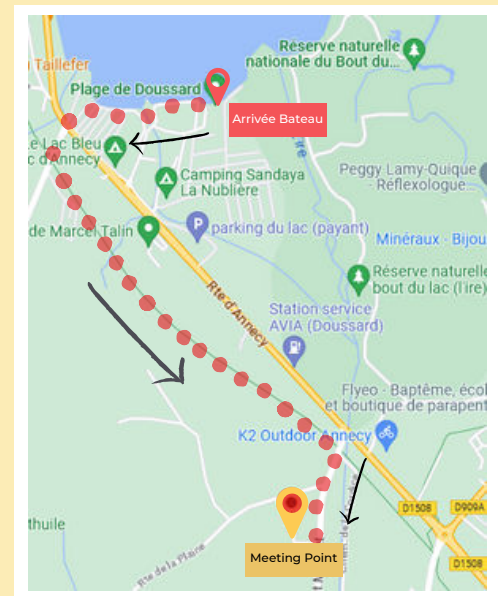 Réserve naturelle
nationale du Bout du...
Taillefer
Plage de Doussard
Arrivée Bateau
Le Lac Bleu
d'Annecy
Camping Sandaya
La Nublière
Peggy Lamy-Quique
- Réflexologue...
de Marcel Talin
parking du lac (payant)
Minéraux - Bijou
Réserve naturelle
bout du lac (l'ire)
Rte d'Annecy
Station service
AVIA (Doussard)
Flyeo - Baptême, écol
et boutique de parapent
K2 Outdoor Annecy
D1508
D909A
thuile
Meeting Point
Rte de la Plaine
D1508